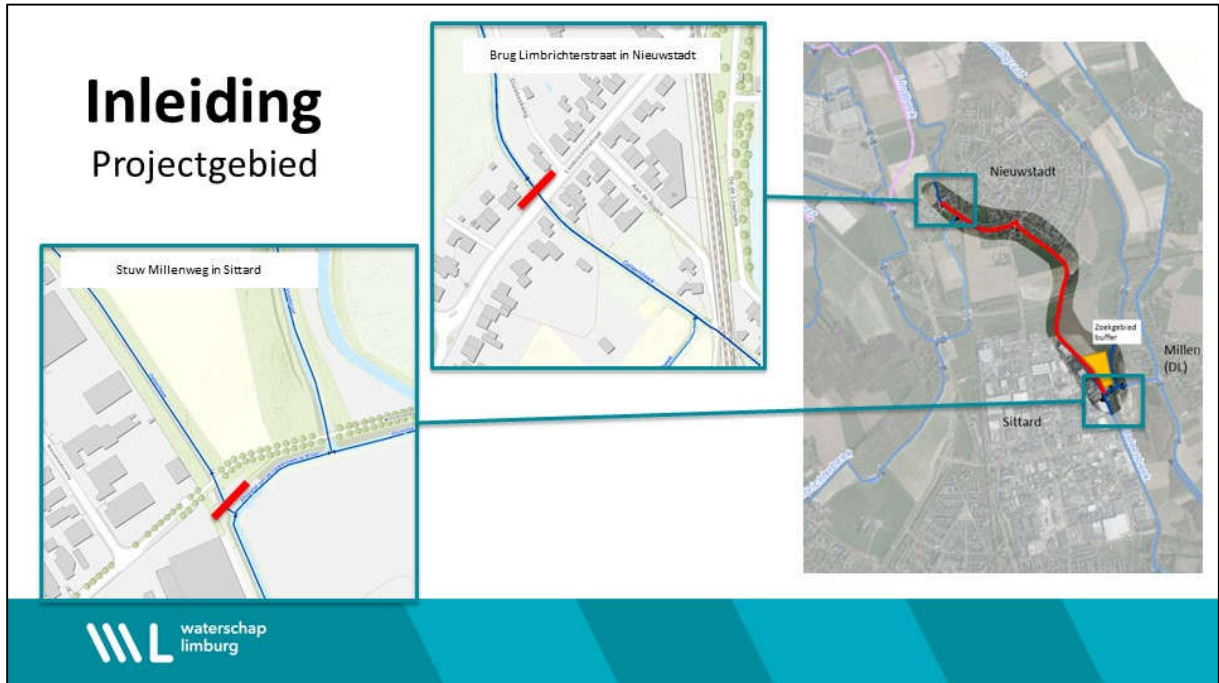 Inleiding
Projectgebied
Brug Limbrichterstraat in Nieuwstadt
Stuw Millenweg in Sittard
Nieuwstadt
Zoekgebied
buffer
Millen
(DL)
Sittard
waterschap
limburg